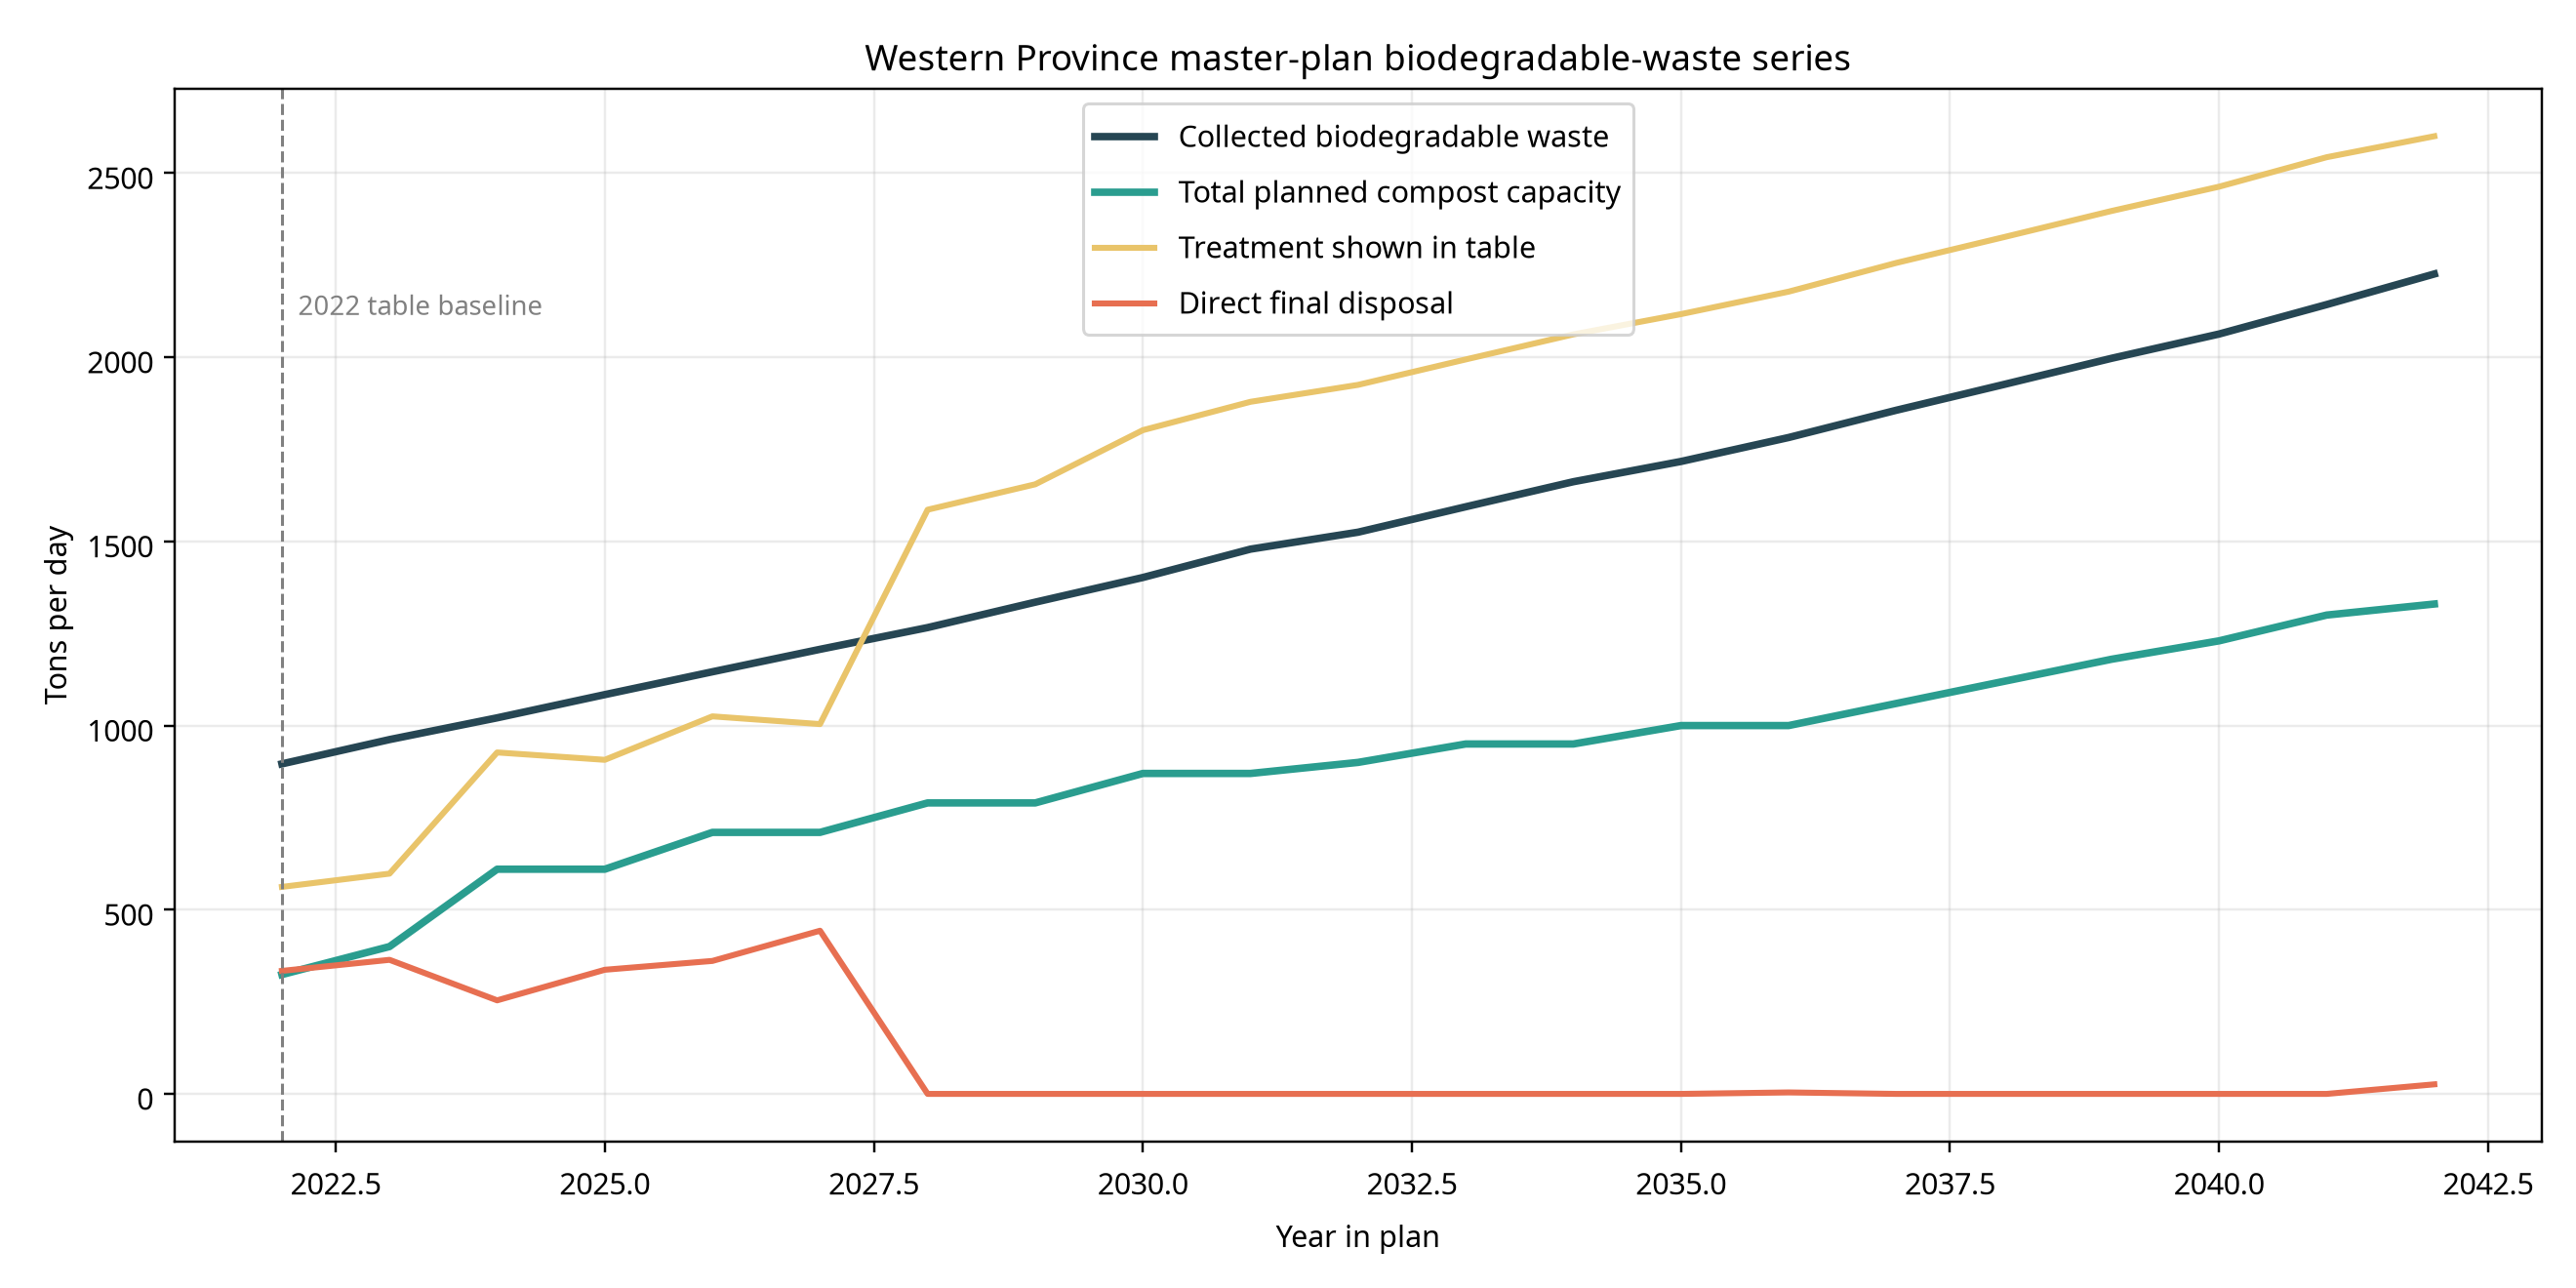 Western Province master-plan biodegradable-waste series
Collected biodegradable waste
Total planned compost capacity
Treatment shown in table
Direct final disposal
2022 table baseline
Tons per day
2500
2000
1500
1000
500
0
2022.5
2025.0
2027.5
2030.0
2032.5
2035.0
2037.5
2040.0
2042.5
Year in plan